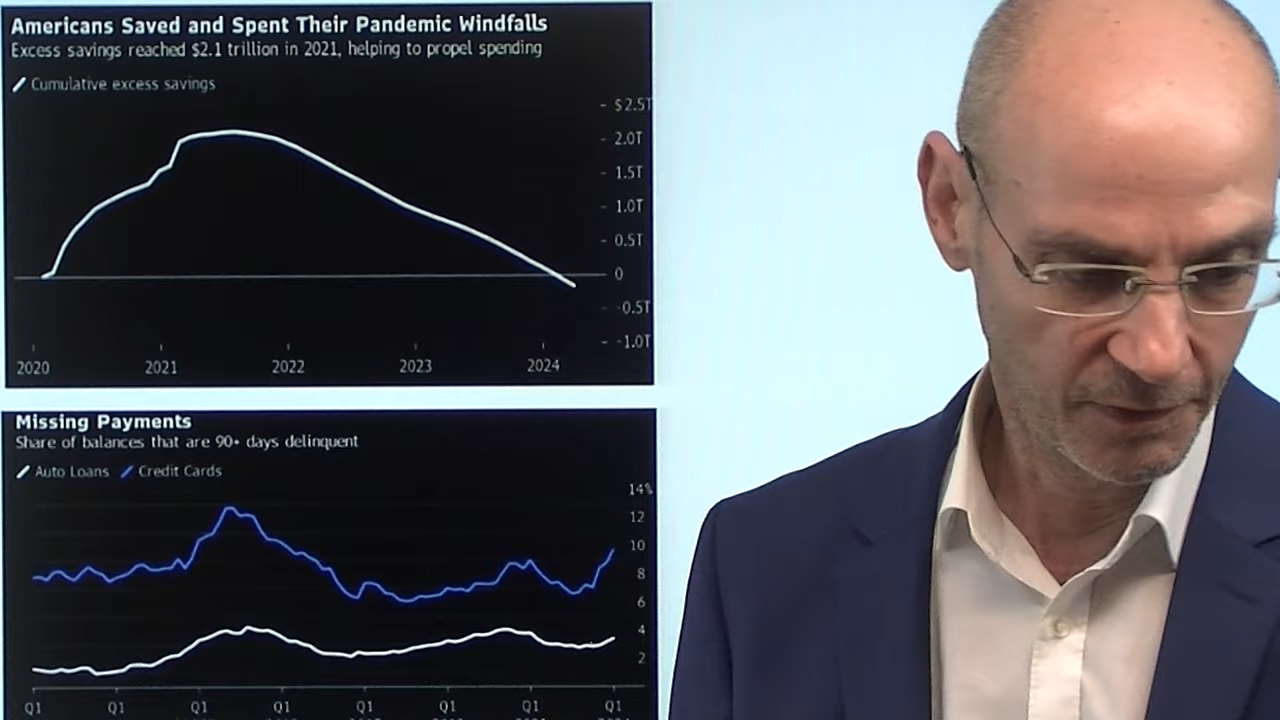 Americans Saved and Spent Their Pandemic Windfalls
Excess savings reached $2.1 trillion in 2021, helping to propel spending
Cumulative excess savings
$2.5T
2.0T
1.5T
1.0T
0.5T
0
-0.5T
-1.0T
2020 2021 2022 2023 2024
Missing Payments
Share of balances that are 90+ days delinquent
Auto Loans Credit Cards
14%
12
10
8
6
4
2
Q1 Q1 Q1 Q1 Q1 Q1 Q1 Q1